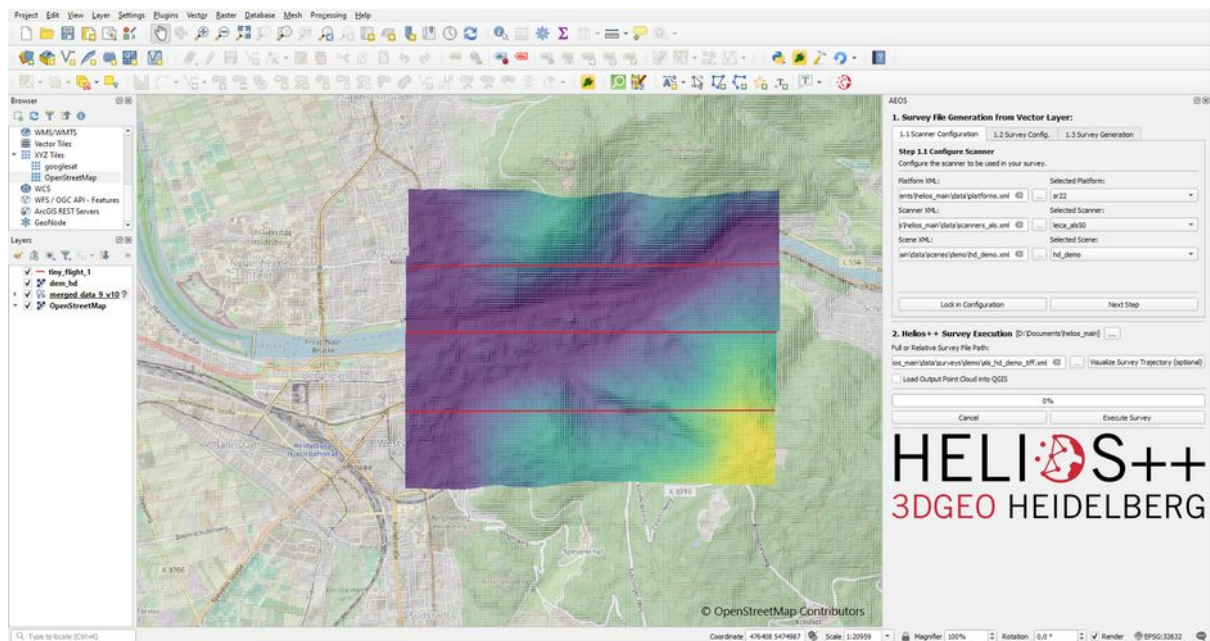 Project Edit View Layer Settings Plugins Vector Raster Database Mesh Processing Help
Browser
WMS/WMTS
Vector Tiles
XYZ Tiles
googlesat
OpenStreetMap
WCS
WFS / OGC API - Features
ArcGIS REST Servers
GeoNode
Layers
tiny_flight_1
dem_hd
merged_data_9_v10
OpenStreetMap
Universität
Heidelberg
K 9706
K 9710
Speyererhof
Südstadt
L 534
© OpenStreetMap Contributors
AEOS
1. Survey File Generation from Vector Layer:
1.1 Scanner Configuration 1.2 Survey Config. 1.3 Survey Generation
Step 1.1 Configure Scanner
Configure the scanner to be used in your survey.
Platform XML: Selected Platform:
ents\helios_main\data\platforms.xml ... sr22
Scanner XML: Selected Scanner:
s\helios_main\data\scanners_als.xml ... leica_als50
Scene XML: Selected Scene:
ain\data\scenes\demo\hd_demo.xml ... hd_demo
Lock in Configuration Next Step
2. Helios++ Survey Execution [D:\Documents\helios_main] ...
Full or Relative Survey File Path:
ios_main\data\surveys\demo\als_hd_demo_tiff.xml ... Visualize Survey Trajectory (optional)
Load Output Point Cloud into QGIS
0%
Cancel Execute Survey
HELIOS++
3DGEO HEIDELBERG
Type to locate (Ctrl+K) Coordinate 476408 5474987 Scale 1:20959 Magnifier 100% Rotation 0,0 ° Render EPSG:32632